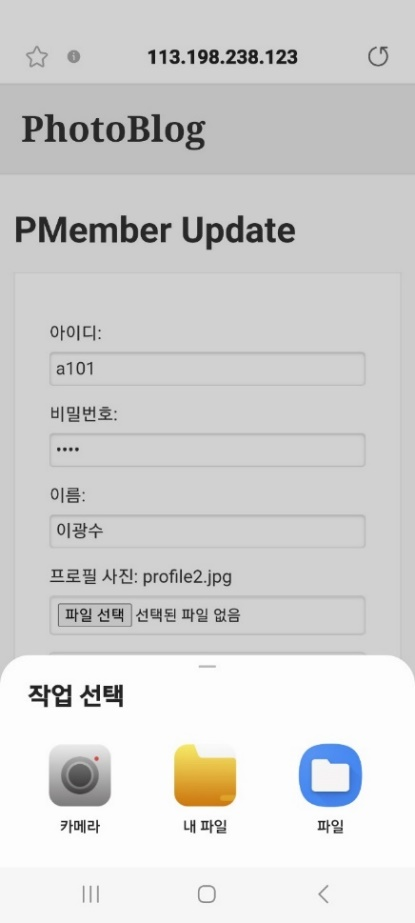 113.198.238.123
PhotoBlog
PMember Update
아이디:
a101
비밀번호:
••••
이름:
이광수
프로필 사진: profile2.jpg
파일 선택 선택된 파일 없음
작업 선택
카메라 내 파일 파일